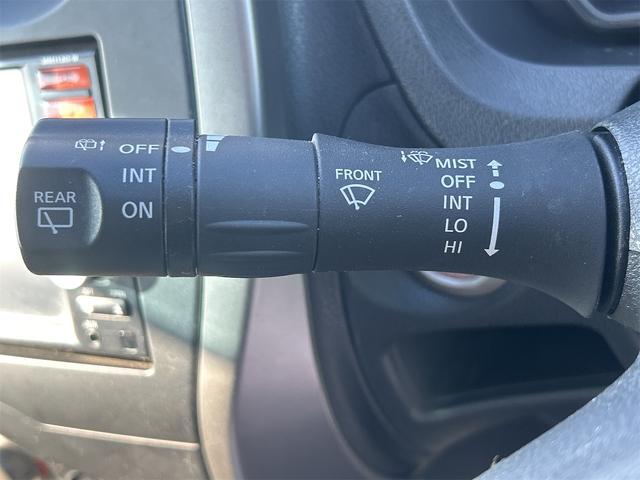 REAR
OFF
INT
ON
FRONT
MIST
OFF
INT
LO
HI